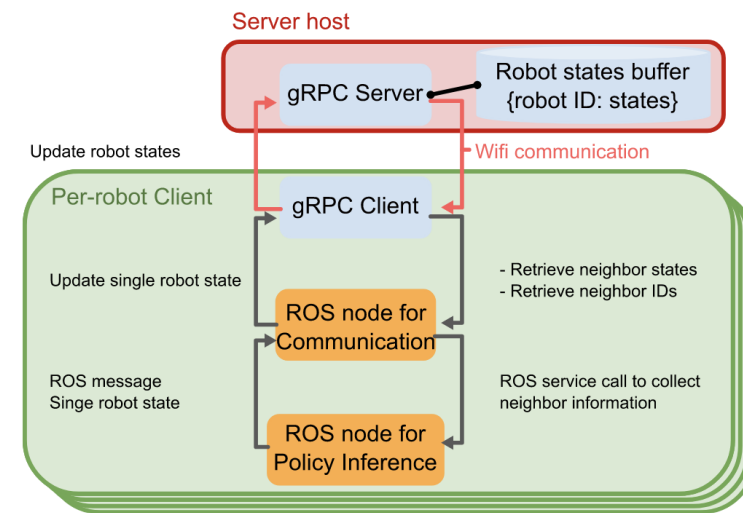 Server host
gRPC Server
Robot states buffer
{robot ID: states}
Update robot states
Wifi communication
Per-robot Client
gRPC Client
Update single robot state
- Retrieve neighbor states
- Retrieve neighbor IDs
ROS node for
Communication
ROS message
Singe robot state
ROS service call to collect
neighbor information
ROS node for
Policy Inference